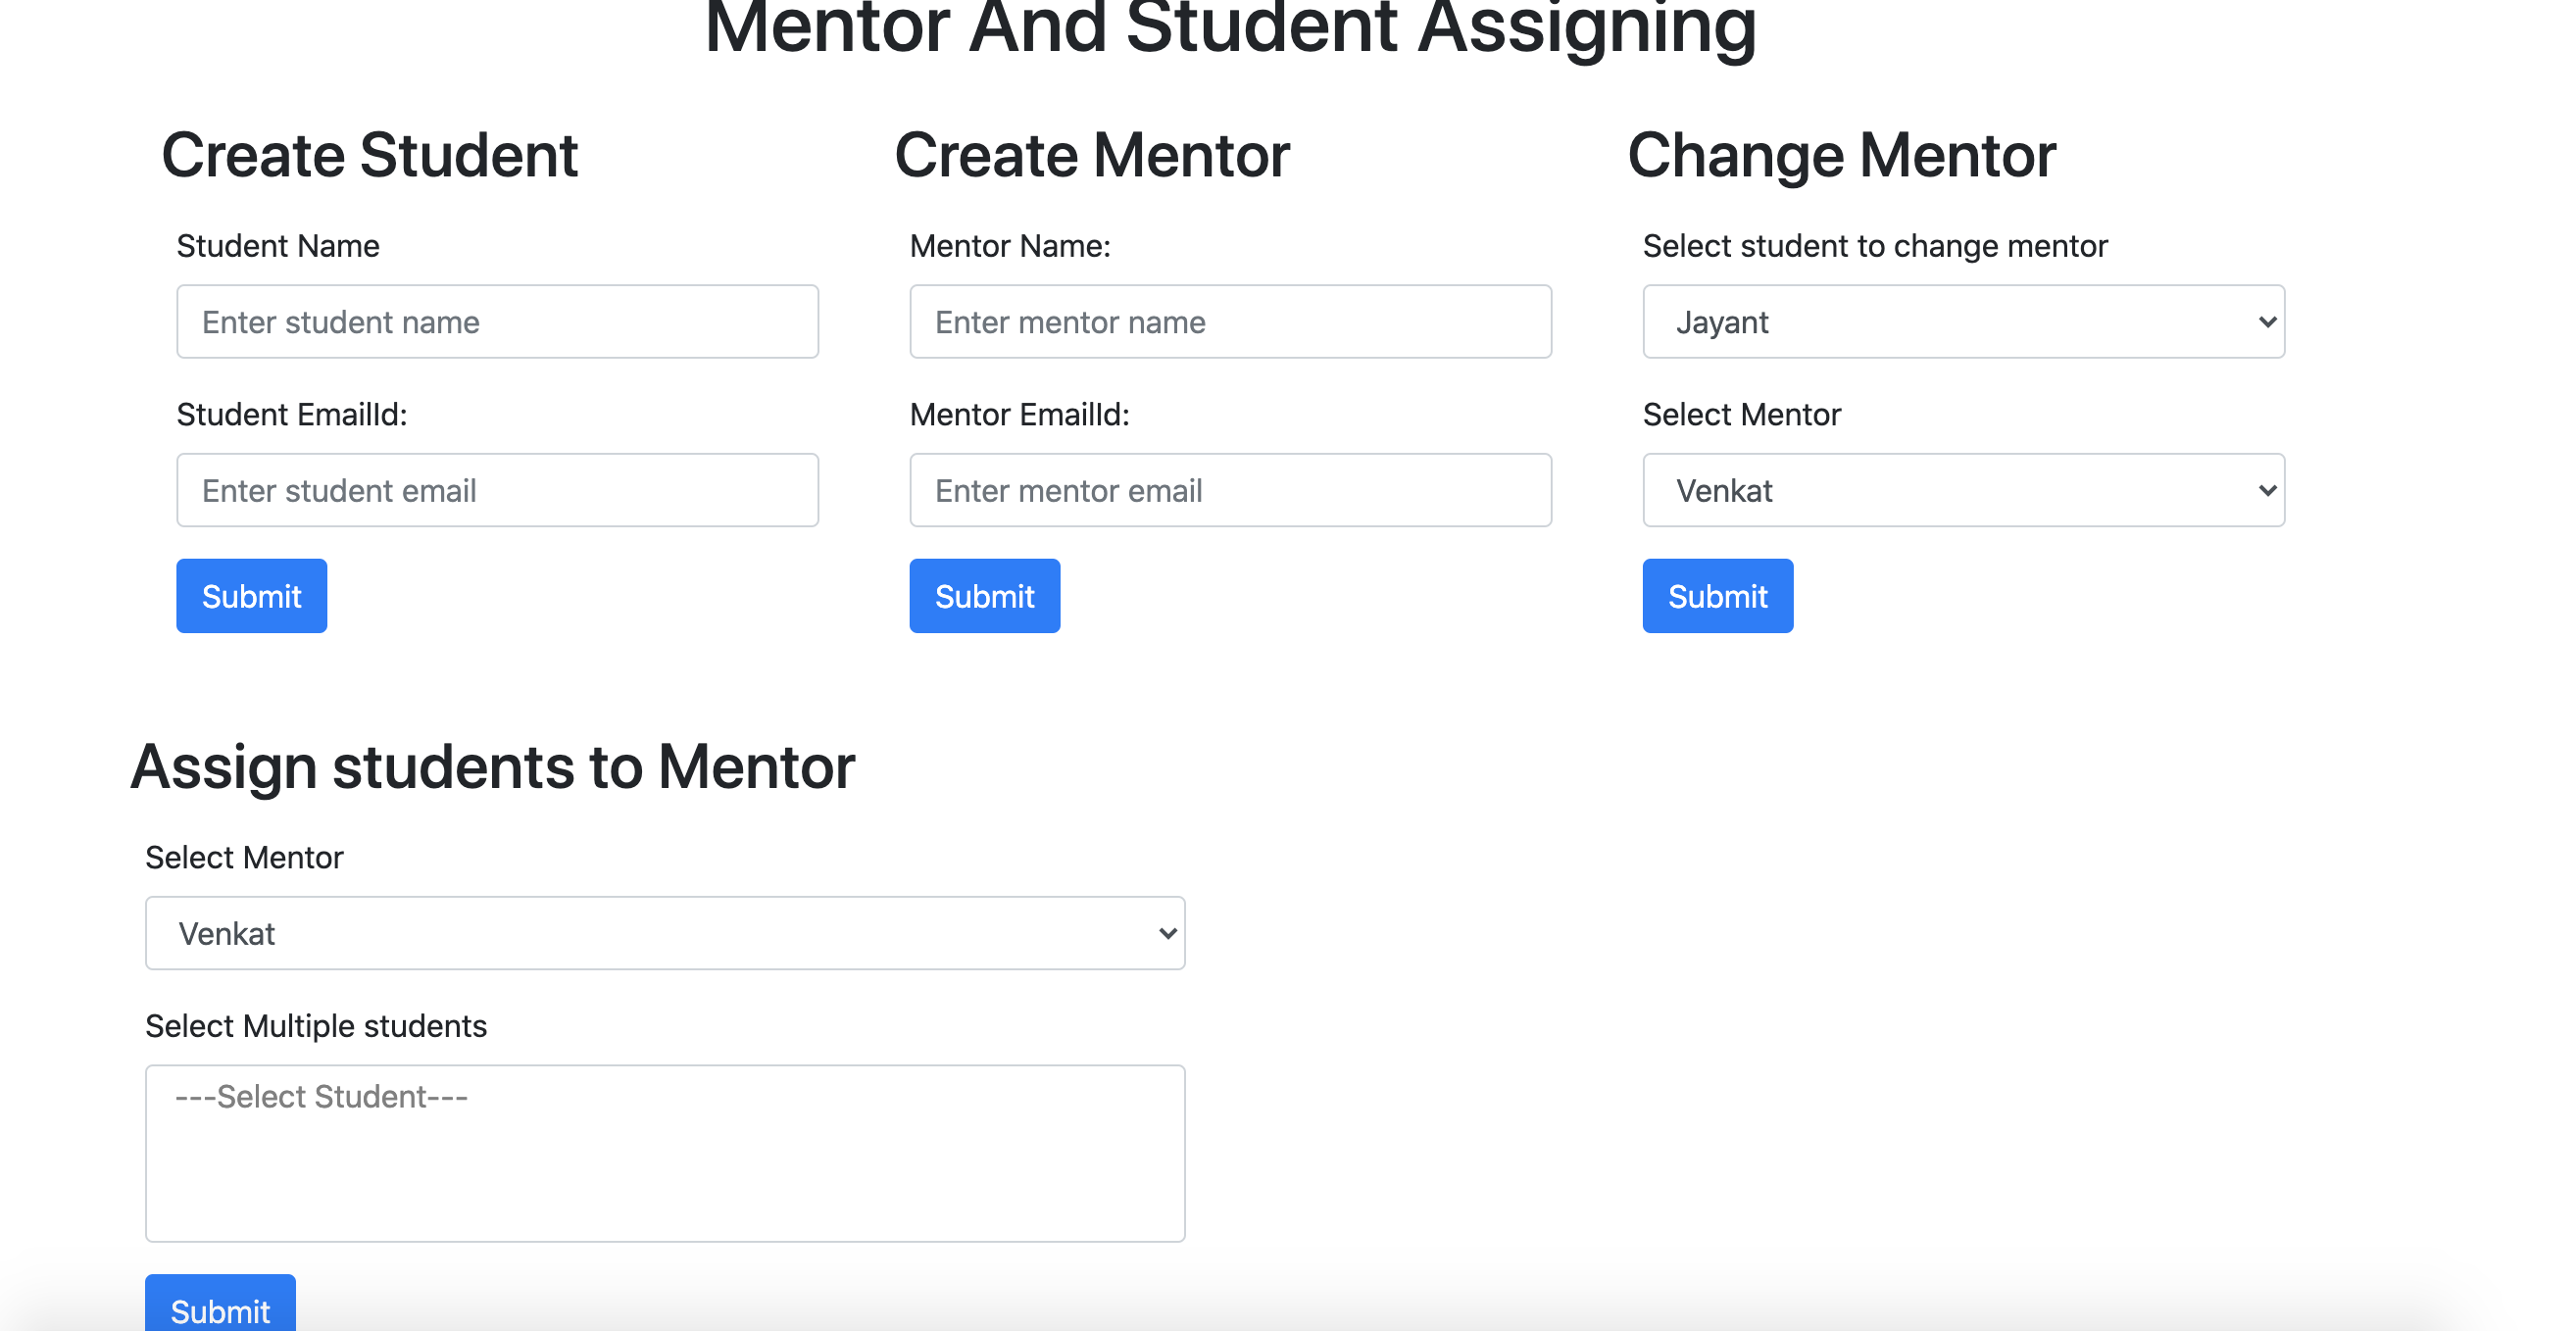 Mentor And Student Assigning
Create Student
Student Name
Enter student name
Student EmailId:
Enter student email
Submit
Create Mentor
Mentor Name:
Enter mentor name
Mentor EmailId:
Enter mentor email
Submit
Change Mentor
Select student to change mentor
Jayant
Select Mentor
Venkat
Submit
Assign students to Mentor
Select Mentor
Venkat
Select Multiple students
---Select Student---
Submit